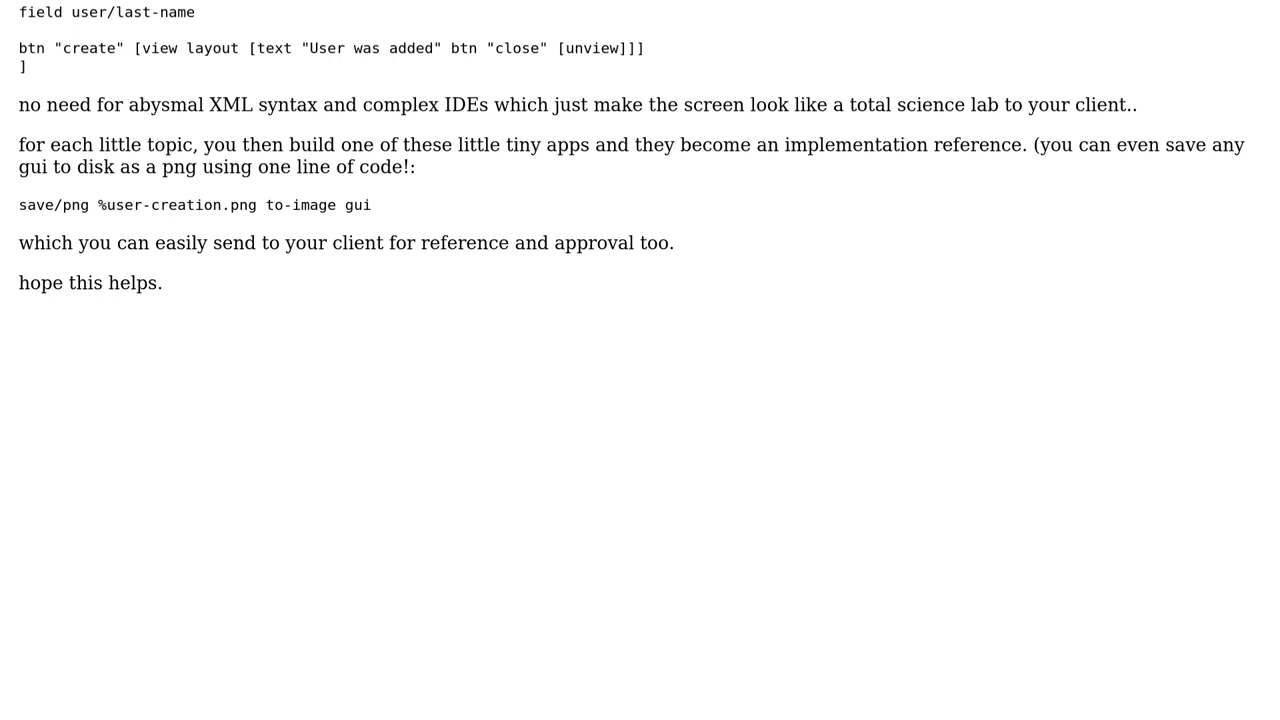 field user/last-name
btn "create" [view layout [text "User was added" btn "close" [unview]]]
]
no need for abysmal XML syntax and complex IDEs which just make the screen look like a total science lab to your client..
for each little topic, you then build one of these little tiny apps and they become an implementation reference. (you can even save any
gui to disk as a png using one line of code!:
save/png %user-creation.png to-image gui
which you can easily send to your client for reference and approval too.
hope this helps.